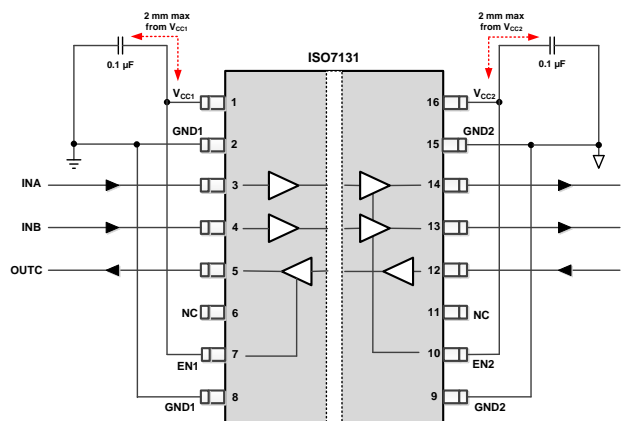 2 mm max
from VCC1
2 mm max
from VCC2
0.1 µF
0.1 µF
ISO7131
VCC1
1
16
VCC2
GND1
2
15
GND2
INA
3
14
INB
4
13
OUTC
5
12
NC
6
11
NC
7
10
EN1
EN2
8
9
GND1
GND2